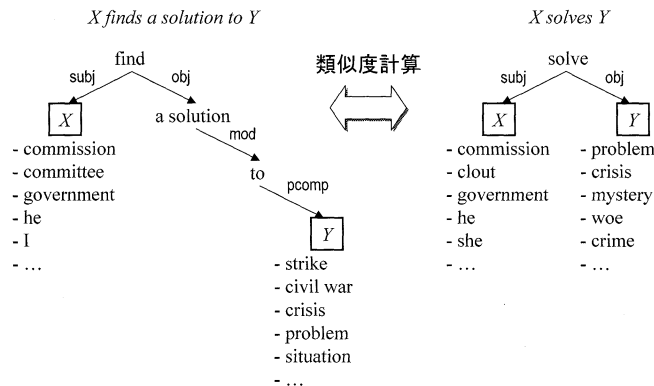 X finds a solution to Y
find
subj
obj
X
a solution
mod
to
pcomp
Y
- commission
- committee
- government
- he
- I
- ...
- strike
- civil war
- crisis
- problem
- situation
- ...
類似度計算
X solves Y
solve
subj
obj
X
Y
- commission
- clout
- government
- he
- she
- ...
- problem
- crisis
- mystery
- woe
- crime
- ...